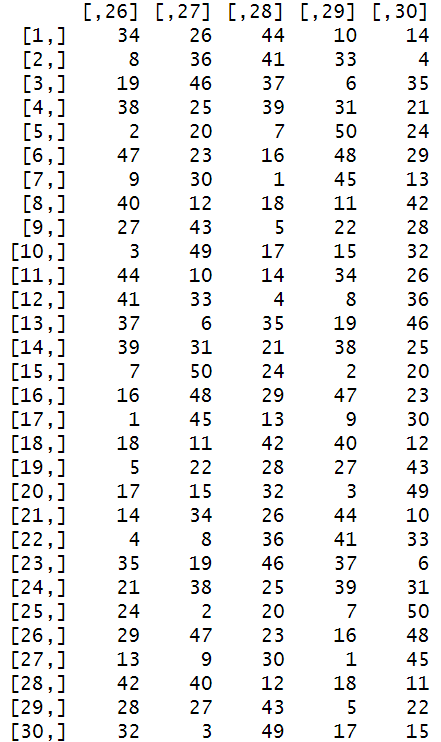 [,26] [,27] [,28] [,29] [,30]
[1,] 34 26 44 10 14
[2,] 8 36 41 33 4
[3,] 19 46 37 6 35
[4,] 38 25 39 31 21
[5,] 2 20 7 50 24
[6,] 47 23 16 48 29
[7,] 9 30 1 45 13
[8,] 40 12 18 11 42
[9,] 27 43 5 22 28
[10,] 3 49 17 15 32
[11,] 44 10 14 34 26
[12,] 41 33 4 8 36
[13,] 37 6 35 19 46
[14,] 39 31 21 38 25
[15,] 7 50 24 2 20
[16,] 16 48 29 47 23
[17,] 1 45 13 9 30
[18,] 18 11 42 40 12
[19,] 5 22 28 27 43
[20,] 17 15 32 3 49
[21,] 14 34 26 44 10
[22,] 4 8 36 41 33
[23,] 35 19 46 37 6
[24,] 21 38 25 39 31
[25,] 24 2 20 7 50
[26,] 29 47 23 16 48
[27,] 13 9 30 1 45
[28,] 42 40 12 18 11
[29,] 28 27 43 5 22
[30,] 32 3 49 17 15